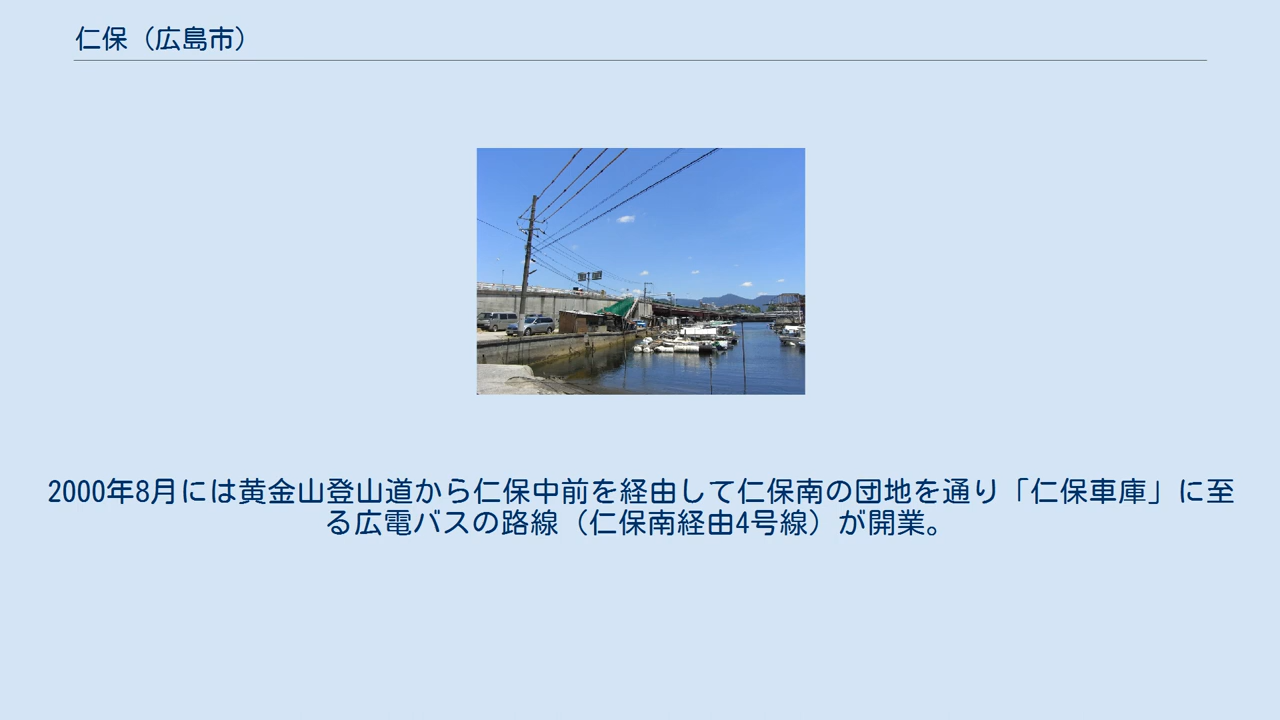 仁保（広島市）
2000年8月には黄金山登山道から仁保中前を経由して仁保南の団地を通り「仁保車庫」に至
る広電バスの路線（仁保南経由4号線）が開業。